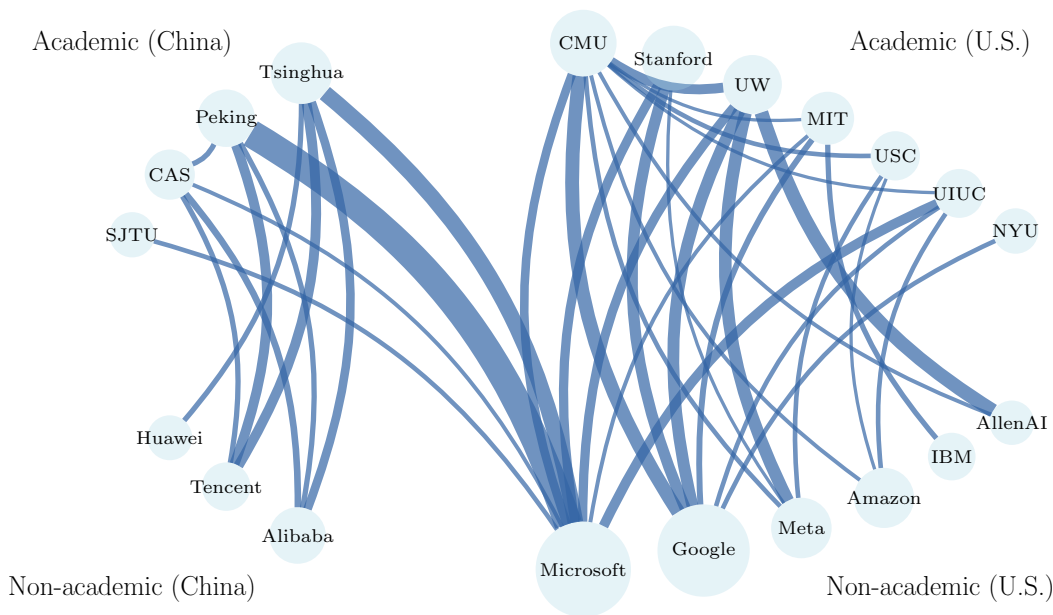 Academic (China)
Academic (U.S.)
CMU
Stanford
Tsinghua
UW
Peking
MIT
USC
CAS
UIUC
SJTU
NYU
AllenAI
Huawei
IBM
Tencent
Amazon
Meta
Alibaba
Google
Microsoft
Non-academic (China)
Non-academic (U.S.)